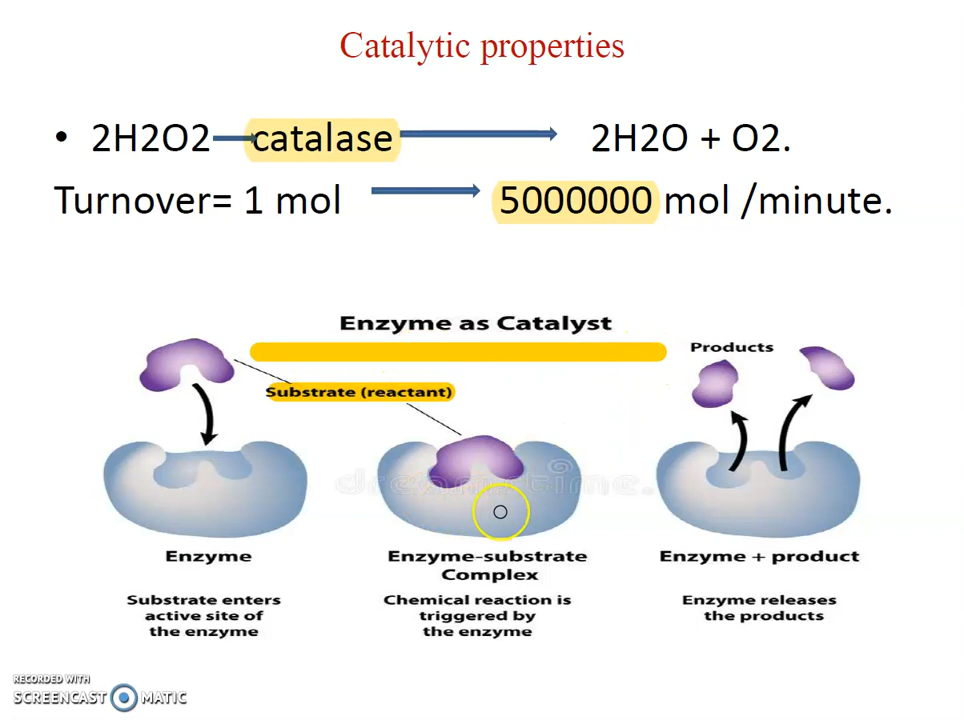 Catalytic properties
• 2H2O2 catalase 2H2O + O2.
Turnover= 1 mol 5000000 mol /minute.
Enzyme as Catalyst
Products
Substrate (reactant)
dreamstime.
Enzyme
Enzyme-substrate
Complex
Enzyme + product
Substrate enters
active site of
the enzyme
Chemical reaction is
triggered by
the enzyme
Enzyme releases
the products
RECORDED WITH
SCREENCAST MATIC